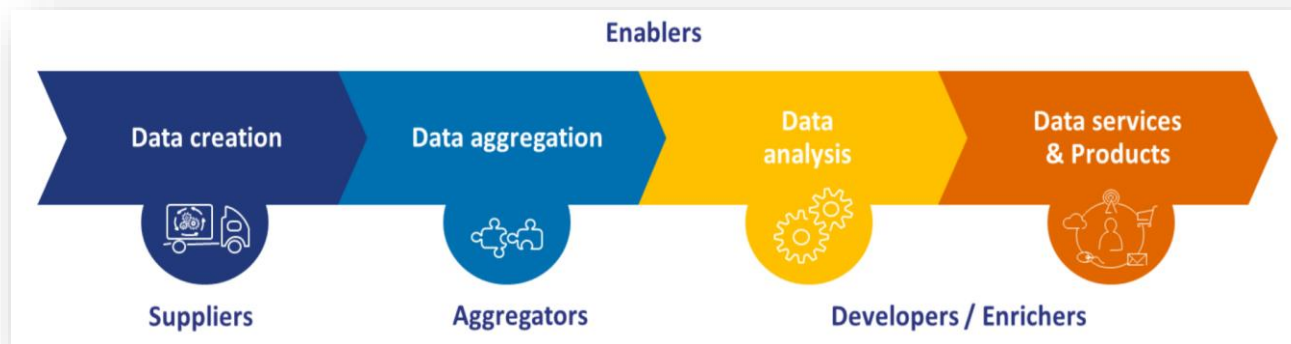 Enablers
Data creation
Data aggregation
Data
analysis
Data services
& Products
Suppliers
Aggregators
Developers / Enrichers